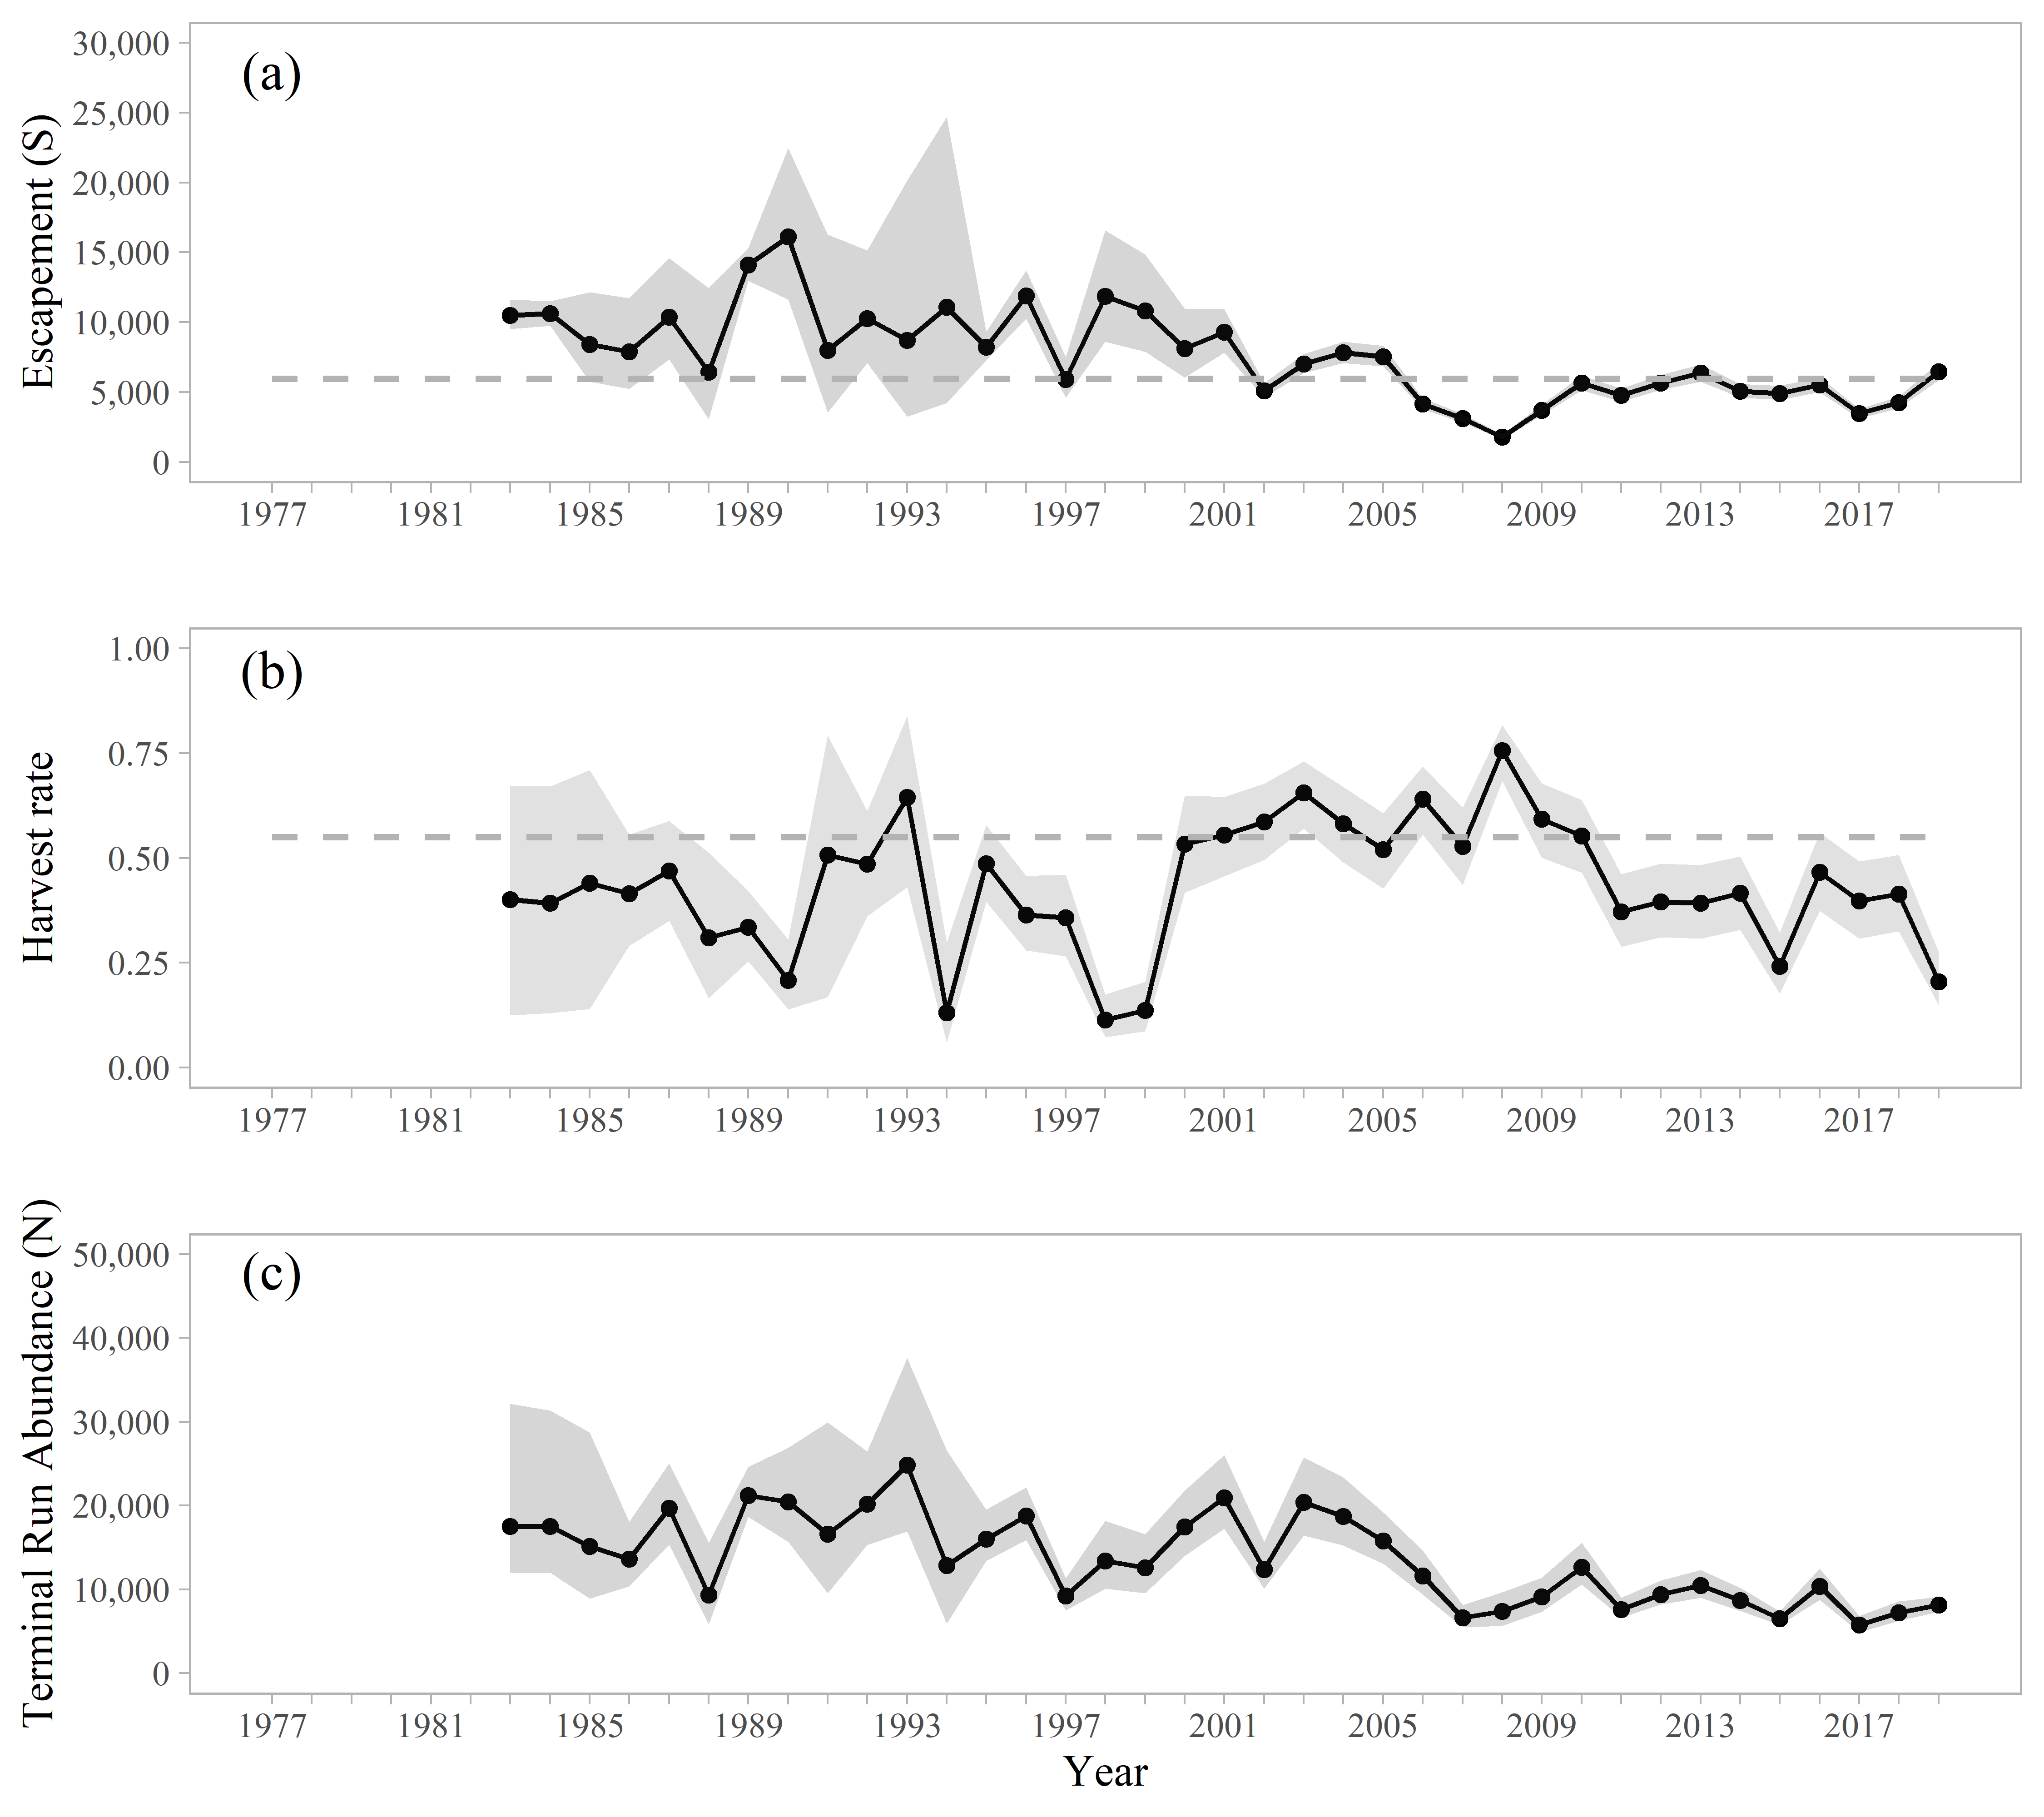 (a)
Escapement (S)
30,000
25,000
20,000
15,000
10,000
5,000
0
1977 1981 1985 1989 1993 1997 2001 2005 2009 2013 2017
(b)
Harvest rate
1.00
0.75
0.50
0.25
0.00
1977 1981 1985 1989 1993 1997 2001 2005 2009 2013 2017
(c)
Terminal Run Abundance (N)
50,000
40,000
30,000
20,000
10,000
0
1977 1981 1985 1989 1993 1997 2001 2005 2009 2013 2017
Year